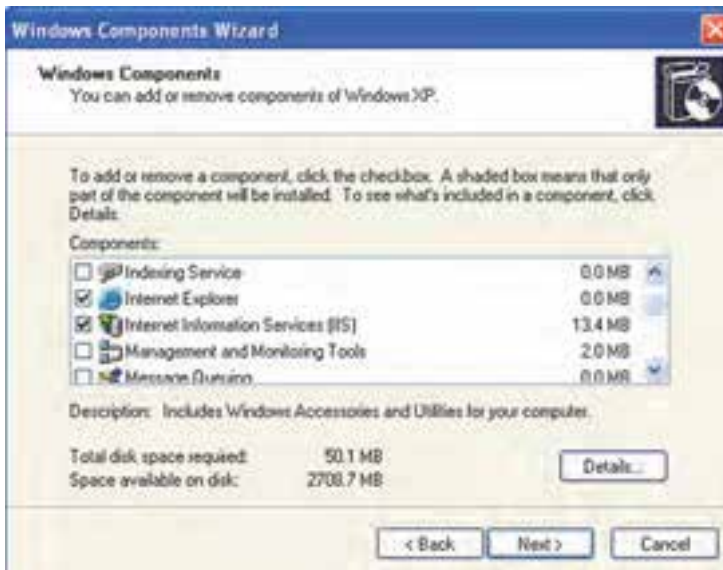 Windows Components Wizard
Windows Components
You can add or remove components of Windows XP.
To add or remove a component, click the checkbox. A shaded box means that only
part of the component will be installed. To see what's included in a component, click
Details.
Components:
Indexing Service 0.0 MB
Internet Explorer 0.0 MB
Internet Information Services (IIS) 13.4 MB
Management and Monitoring Tools 2.0 MB
Message Queuing 0.0 MB
Description: Includes Windows Accessories and Utilities for your computer.
Total disk space required: 50.1 MB
Space available on disk: 2708.7 MB
Details...
< Back Next > Cancel